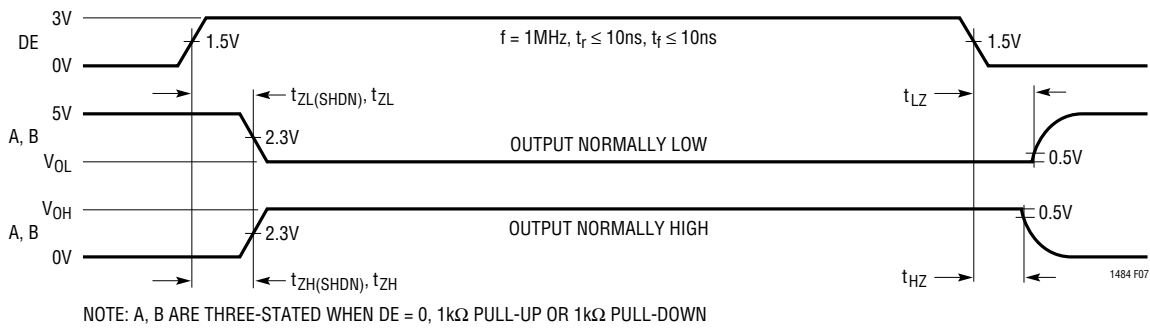 3V
DE
1.5V
f = 1MHz, tr ≤ 10ns, tf ≤ 10ns
1.5V
0V
tZL(SHDN), tZL
tLZ
5V
A, B
2.3V
OUTPUT NORMALLY LOW
VOL
0.5V
VOH
A, B
2.3V
OUTPUT NORMALLY HIGH
0.5V
0V
tZH(SHDN), tZH
tHZ
1484 F07
NOTE: A, B ARE THREE-STATED WHEN DE = 0, 1kΩ PULL-UP OR 1kΩ PULL-DOWN